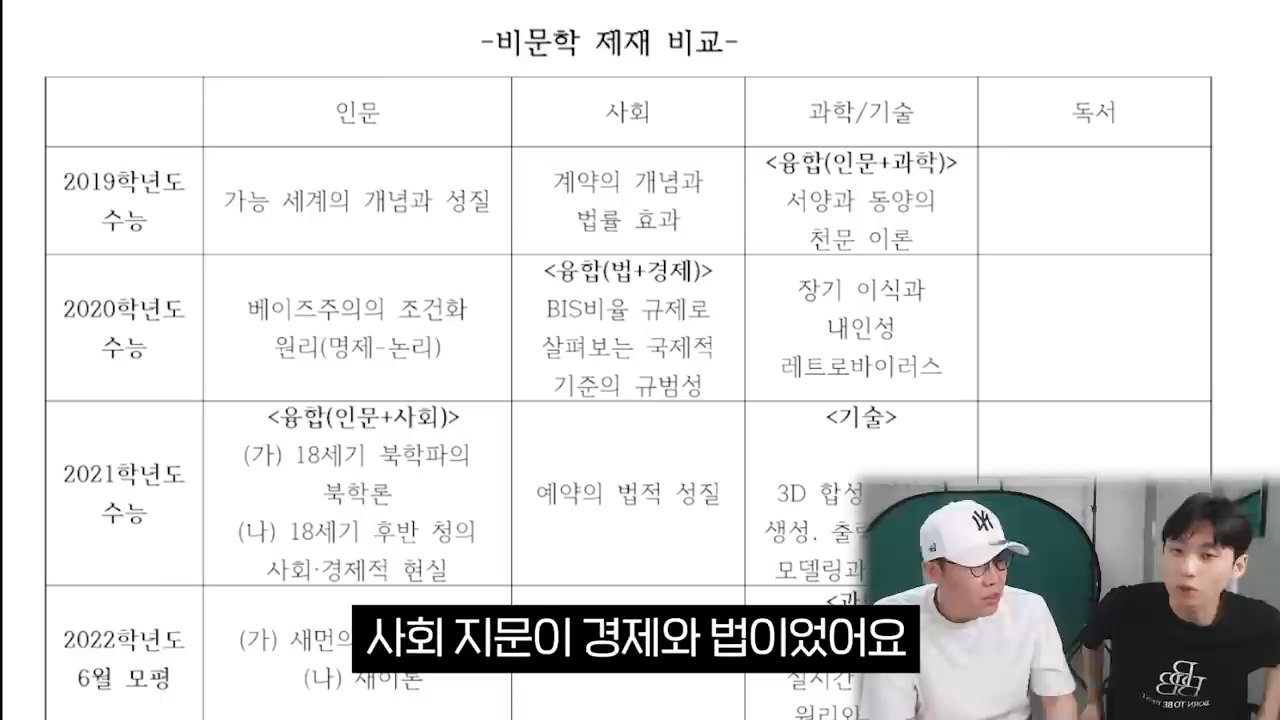 -비문학 제재 비교-
인문
사회
과학/기술
독서
2019학년도
수능
가능 세계의 개념과 성질
계약의 개념과
법률 효과
<융합(인문+과학)>
서양과 동양의
천문 이론
2020학년도
수능
베이즈주의의 조건화
원리(명제-논리)
<융합(법+경제)>
BIS비율 규제로
살펴보는 국제적
기준의 규범성
장기 이식과
내인성
레트로바이러스
2021학년도
수능
<융합(인문+사회)>
(가) 18세기 북학파의
북학론
(나) 18세기 후반 청의
사회·경제적 현실
예약의 법적 성질
<기술>
3D 합성
생성, 출력
모델링과
2022학년도
6월 모평
(가) 새먼의
(나) 재이론
실시간
원리와
사회 지문이 경제와 법이었어요
BORN TO BE